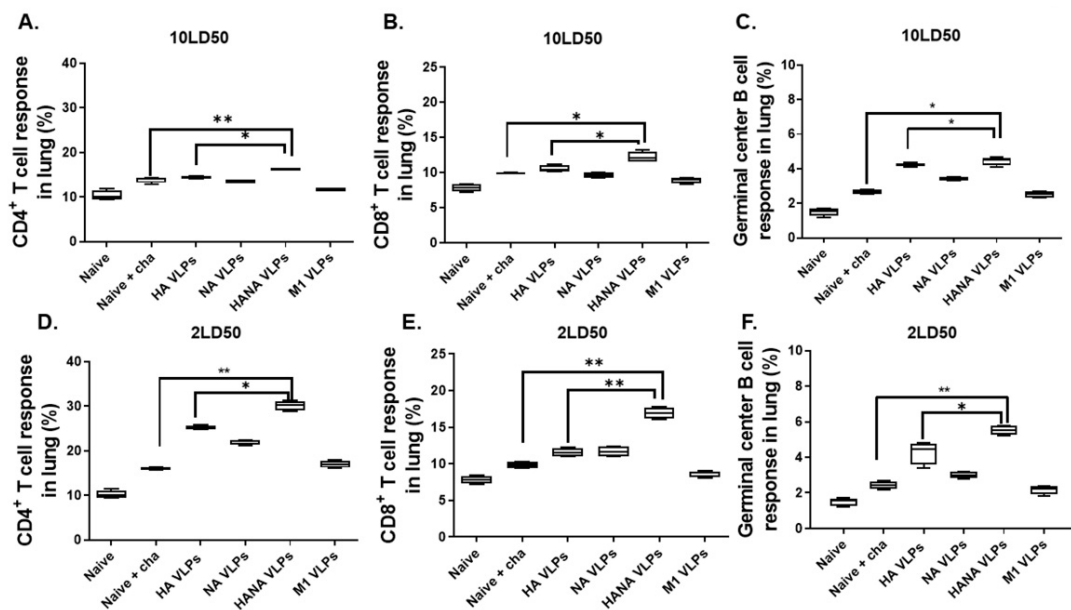 A.
10LD50
CD4+ T cell response
in lung (%)
40
30
20
10
0
Naive
Naive + cha
HA VLPs
NA VLPs
HANA VLPs
M1 VLPs
**
*
B.
10LD50
CD8+ T cell response
in lung (%)
25
20
15
10
5
0
Naive
Naive + cha
HA VLPs
NA VLPs
HANA VLPs
M1 VLPs
*
*
C.
10LD50
Germinal center B cell
response in lung (%)
10
8
6
4
2
0
Naive
Naive + cha
HA VLPs
NA VLPs
HANA VLPs
M1 VLPs
*
*
D.
2LD50
CD4+ T cell response
in lung (%)
40
30
20
10
0
Naive
Naive + cha
HA VLPs
NA VLPs
HANA VLPs
M1 VLPs
**
*
E.
2LD50
CD8+ T cell response
in lung (%)
25
20
15
10
5
0
Naive
Naive + cha
HA VLPs
NA VLPs
HANA VLPs
M1 VLPs
**
**
F.
2LD50
Germinal center B cell
response in lung (%)
10
8
6
4
2
0
Naive
Naive + cha
HA VLPs
NA VLPs
HANA VLPs
M1 VLPs
**
*